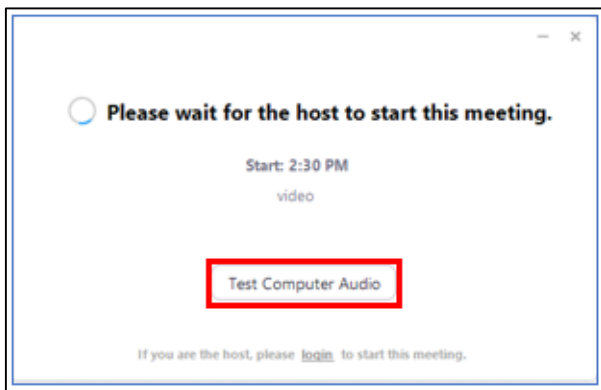 Please wait for the host to start this meeting.
Start: 2:30 PM
video
Test Computer Audio
If you are the host, please login to start this meeting.